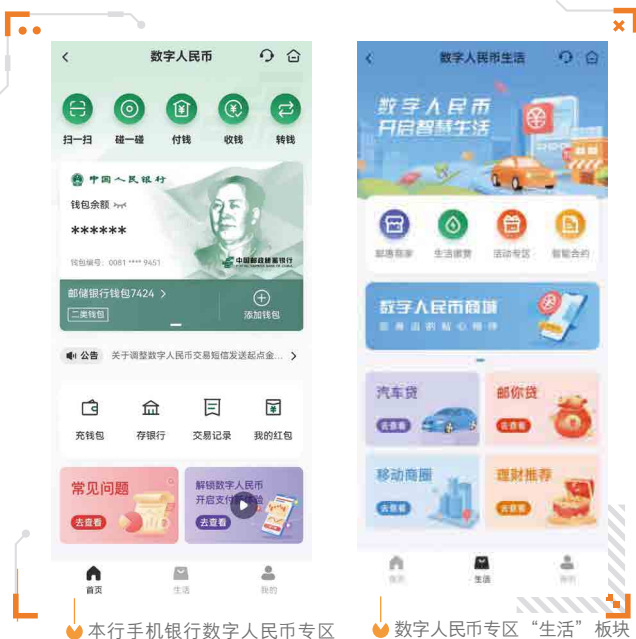 数字人民币
扫一扫 碰一碰 付钱 收钱 转钱
中国人民银行
钱包余额
******
钱包编号：0081 **** 9451
中国邮政储蓄银行
邮储银行钱包7424 >
二类钱包
添加钱包
公告 关于调整数字人民币交易短信发送起点金...
充钱包 存银行 交易记录 我的红包
常见问题
去查看
解锁数字人民币
去查看
首页 生活 我的
本行手机银行数字人民币专区
数字人民币生活
数字人民币
开启智慧生活
邮惠商家 生活缴费 活动专区 智能合约
数字人民币商城
汽车贷
去查看
邮你贷
去查看
移动商圈
去查看
理财推荐
去查看
首页 生活 我的
数字人民币专区“生活”板块